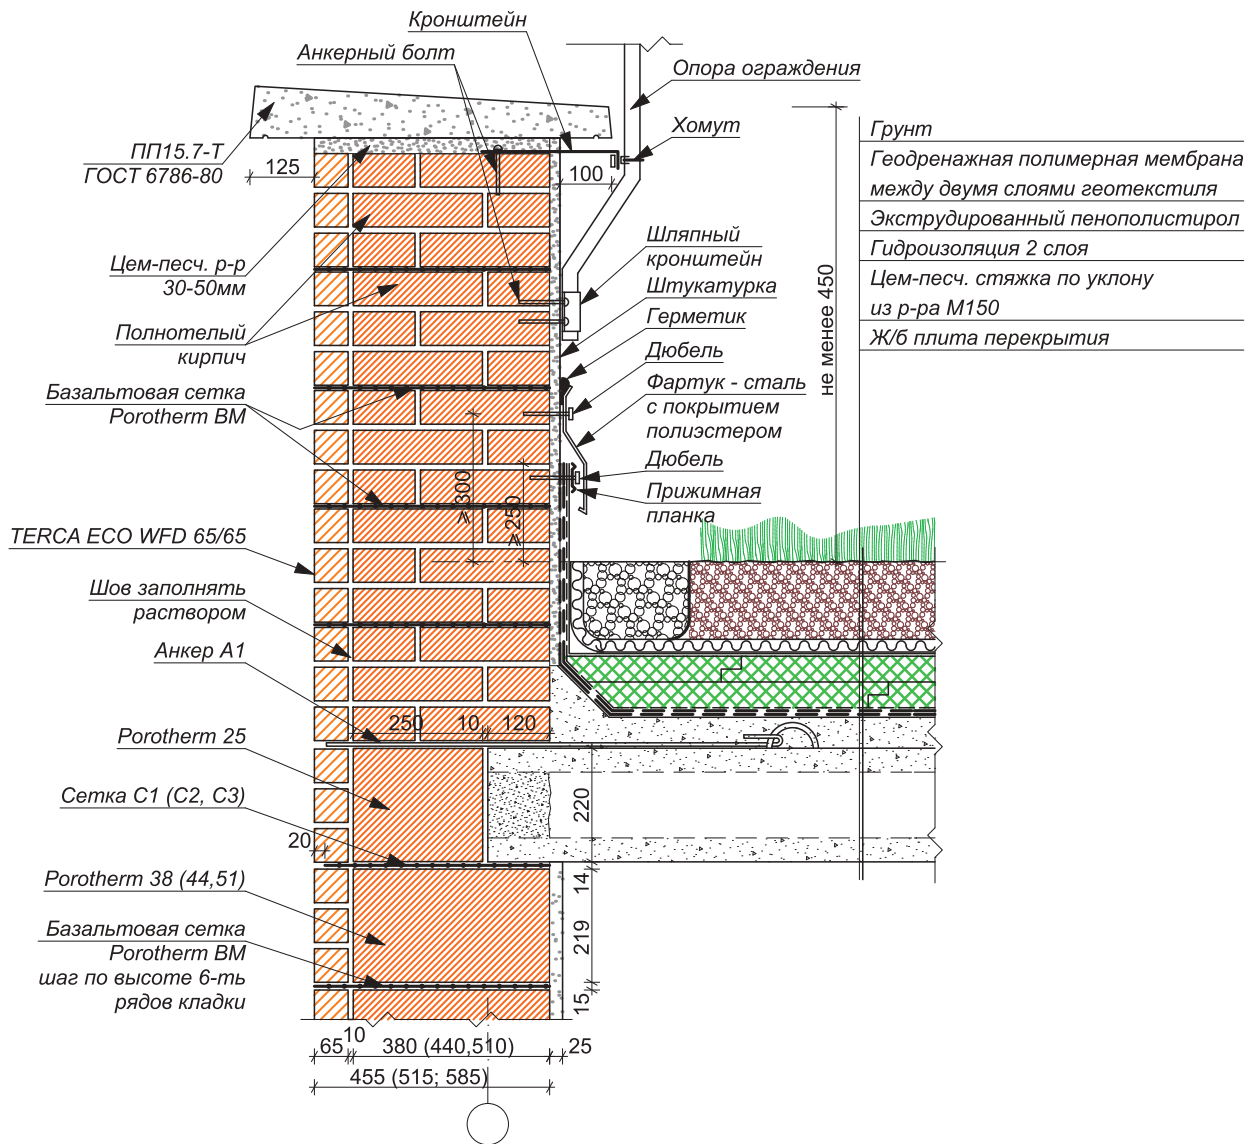 Кронштейн
Анкерный болт
Опора ограждения
Хомут
ПП15.7-Т
ГОСТ 6786-80
125
100
Грунт
Геодренажная полимерная мембрана
между двумя слоями геотекстиля
Экструдированный пенополистирол
Гидроизоляция 2 слоя
Цем-песч. стяжка по уклону
из р-ра М150
Ж/б плита перекрытия
не менее 450
Цем-песч. р-р
30-50мм
Шляпный
кронштейн
Штукатурка
Герметик
Полнотелый
кирпич
Дюбель
Базальтовая сетка
Porotherm BM
Фартук - сталь
с покрытием
полиэстером
Дюбель
Прижимная
планка
≥300
≥250
TERCA ECO WFD 65/65
Шов заполнять
раствором
Анкер А1
250
10
120
Porotherm 25
Сетка С1 (С2, С3)
220
20
Porotherm 38 (44,51)
14
219
Базальтовая сетка
Porotherm BM
шаг по высоте 6-ть
рядов кладки
15
65
10
380 (440,510)
25
455 (515; 585)